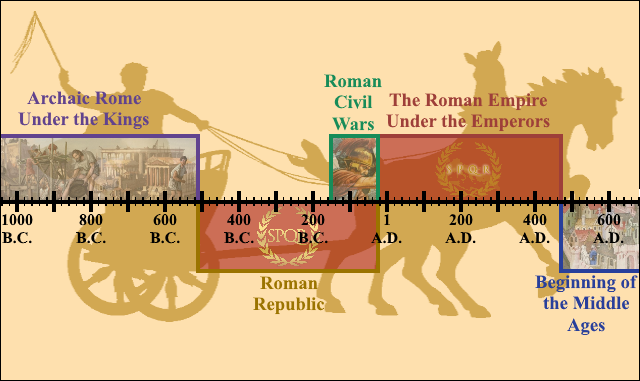 Roman
Civil
Wars
Archaic Rome
Under the Kings
The Roman Empire
Under the Emperors
SPQR
1000 800 600 400 200 1 200 400 600
B.C. B.C. B.C. B.C. B.C. A.D. A.D. A.D. A.D.
SPQR
Roman
Republic
Beginning of
the Middle
Ages